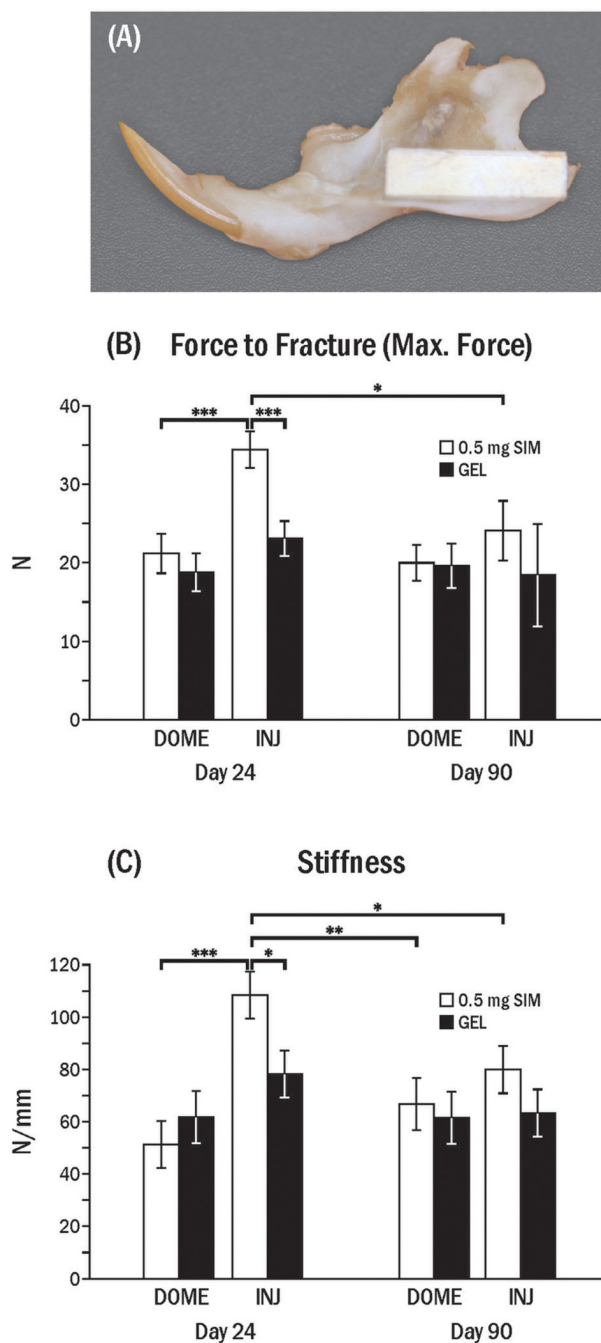 (A)
(B) Force to Fracture (Max. Force)
*
*** ***
40
30
20
10
0
N
0.5 mg SIM
GEL
DOME INJ DOME INJ
Day 24 Day 90
(C) Stiffness
*
**
*** *
120
100
80
60
40
20
0
N/mm
0.5 mg SIM
GEL
DOME INJ DOME INJ
Day 24 Day 90